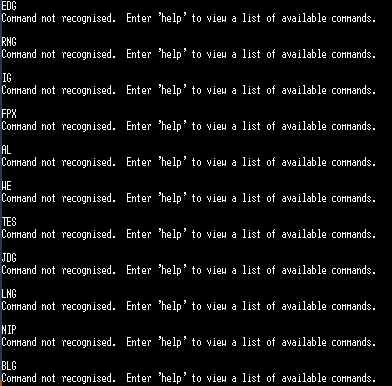 EDG
Command not recognised.  Enter 'help' to view a list of available commands.
RNG
Command not recognised.  Enter 'help' to view a list of available commands.
IG
Command not recognised.  Enter 'help' to view a list of available commands.
FPX
Command not recognised.  Enter 'help' to view a list of available commands.
AL
Command not recognised.  Enter 'help' to view a list of available commands.
WE
Command not recognised.  Enter 'help' to view a list of available commands.
TES
Command not recognised.  Enter 'help' to view a list of available commands.
JDG
Command not recognised.  Enter 'help' to view a list of available commands.
LNG
Command not recognised.  Enter 'help' to view a list of available commands.
NIP
Command not recognised.  Enter 'help' to view a list of available commands.
BLG
Command not recognised.  Enter 'help' to view a list of available commands.